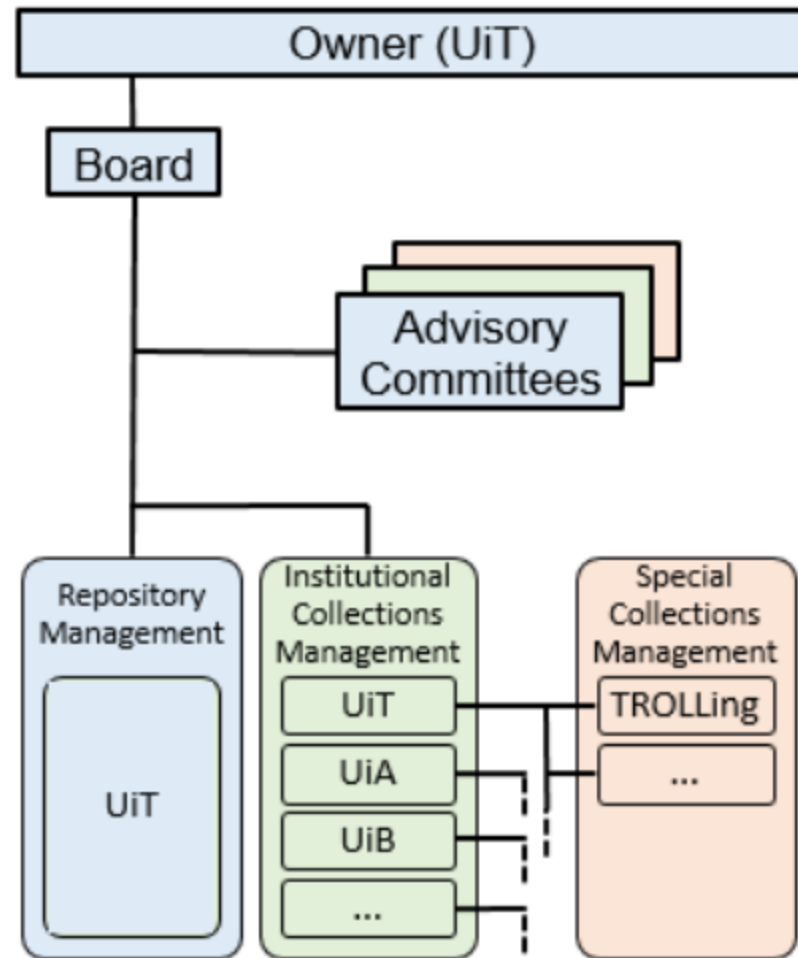 Owner (UiT)
Board
Advisory
Committees
Repository
Management
UiT
Institutional
Collections
Management
UiT
UiA
UiB
...
Special
Collections
Management
TROLLing
...